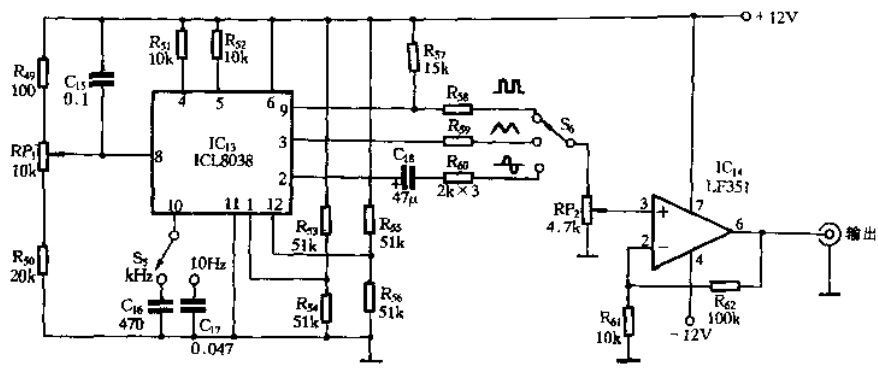 +12V
R49
100
C15
0.1
R51
10k
R52
10k
R57
15k
4
5
6
9
R58
S6
IC13
ICL8038
8
3
R59
RP1
10k
2
C18
47μ
+
R60
2k×3
10
11
1
12
R53
51k
R55
51k
RP2
4.7k
IC14
LF351
3
+
7
6
2
−
4
输出
R50
20k
S5
kHz
10Hz
C16
470
C17
0.047
R54
51k
R56
51k
R61
10k
R62
100k
−12V